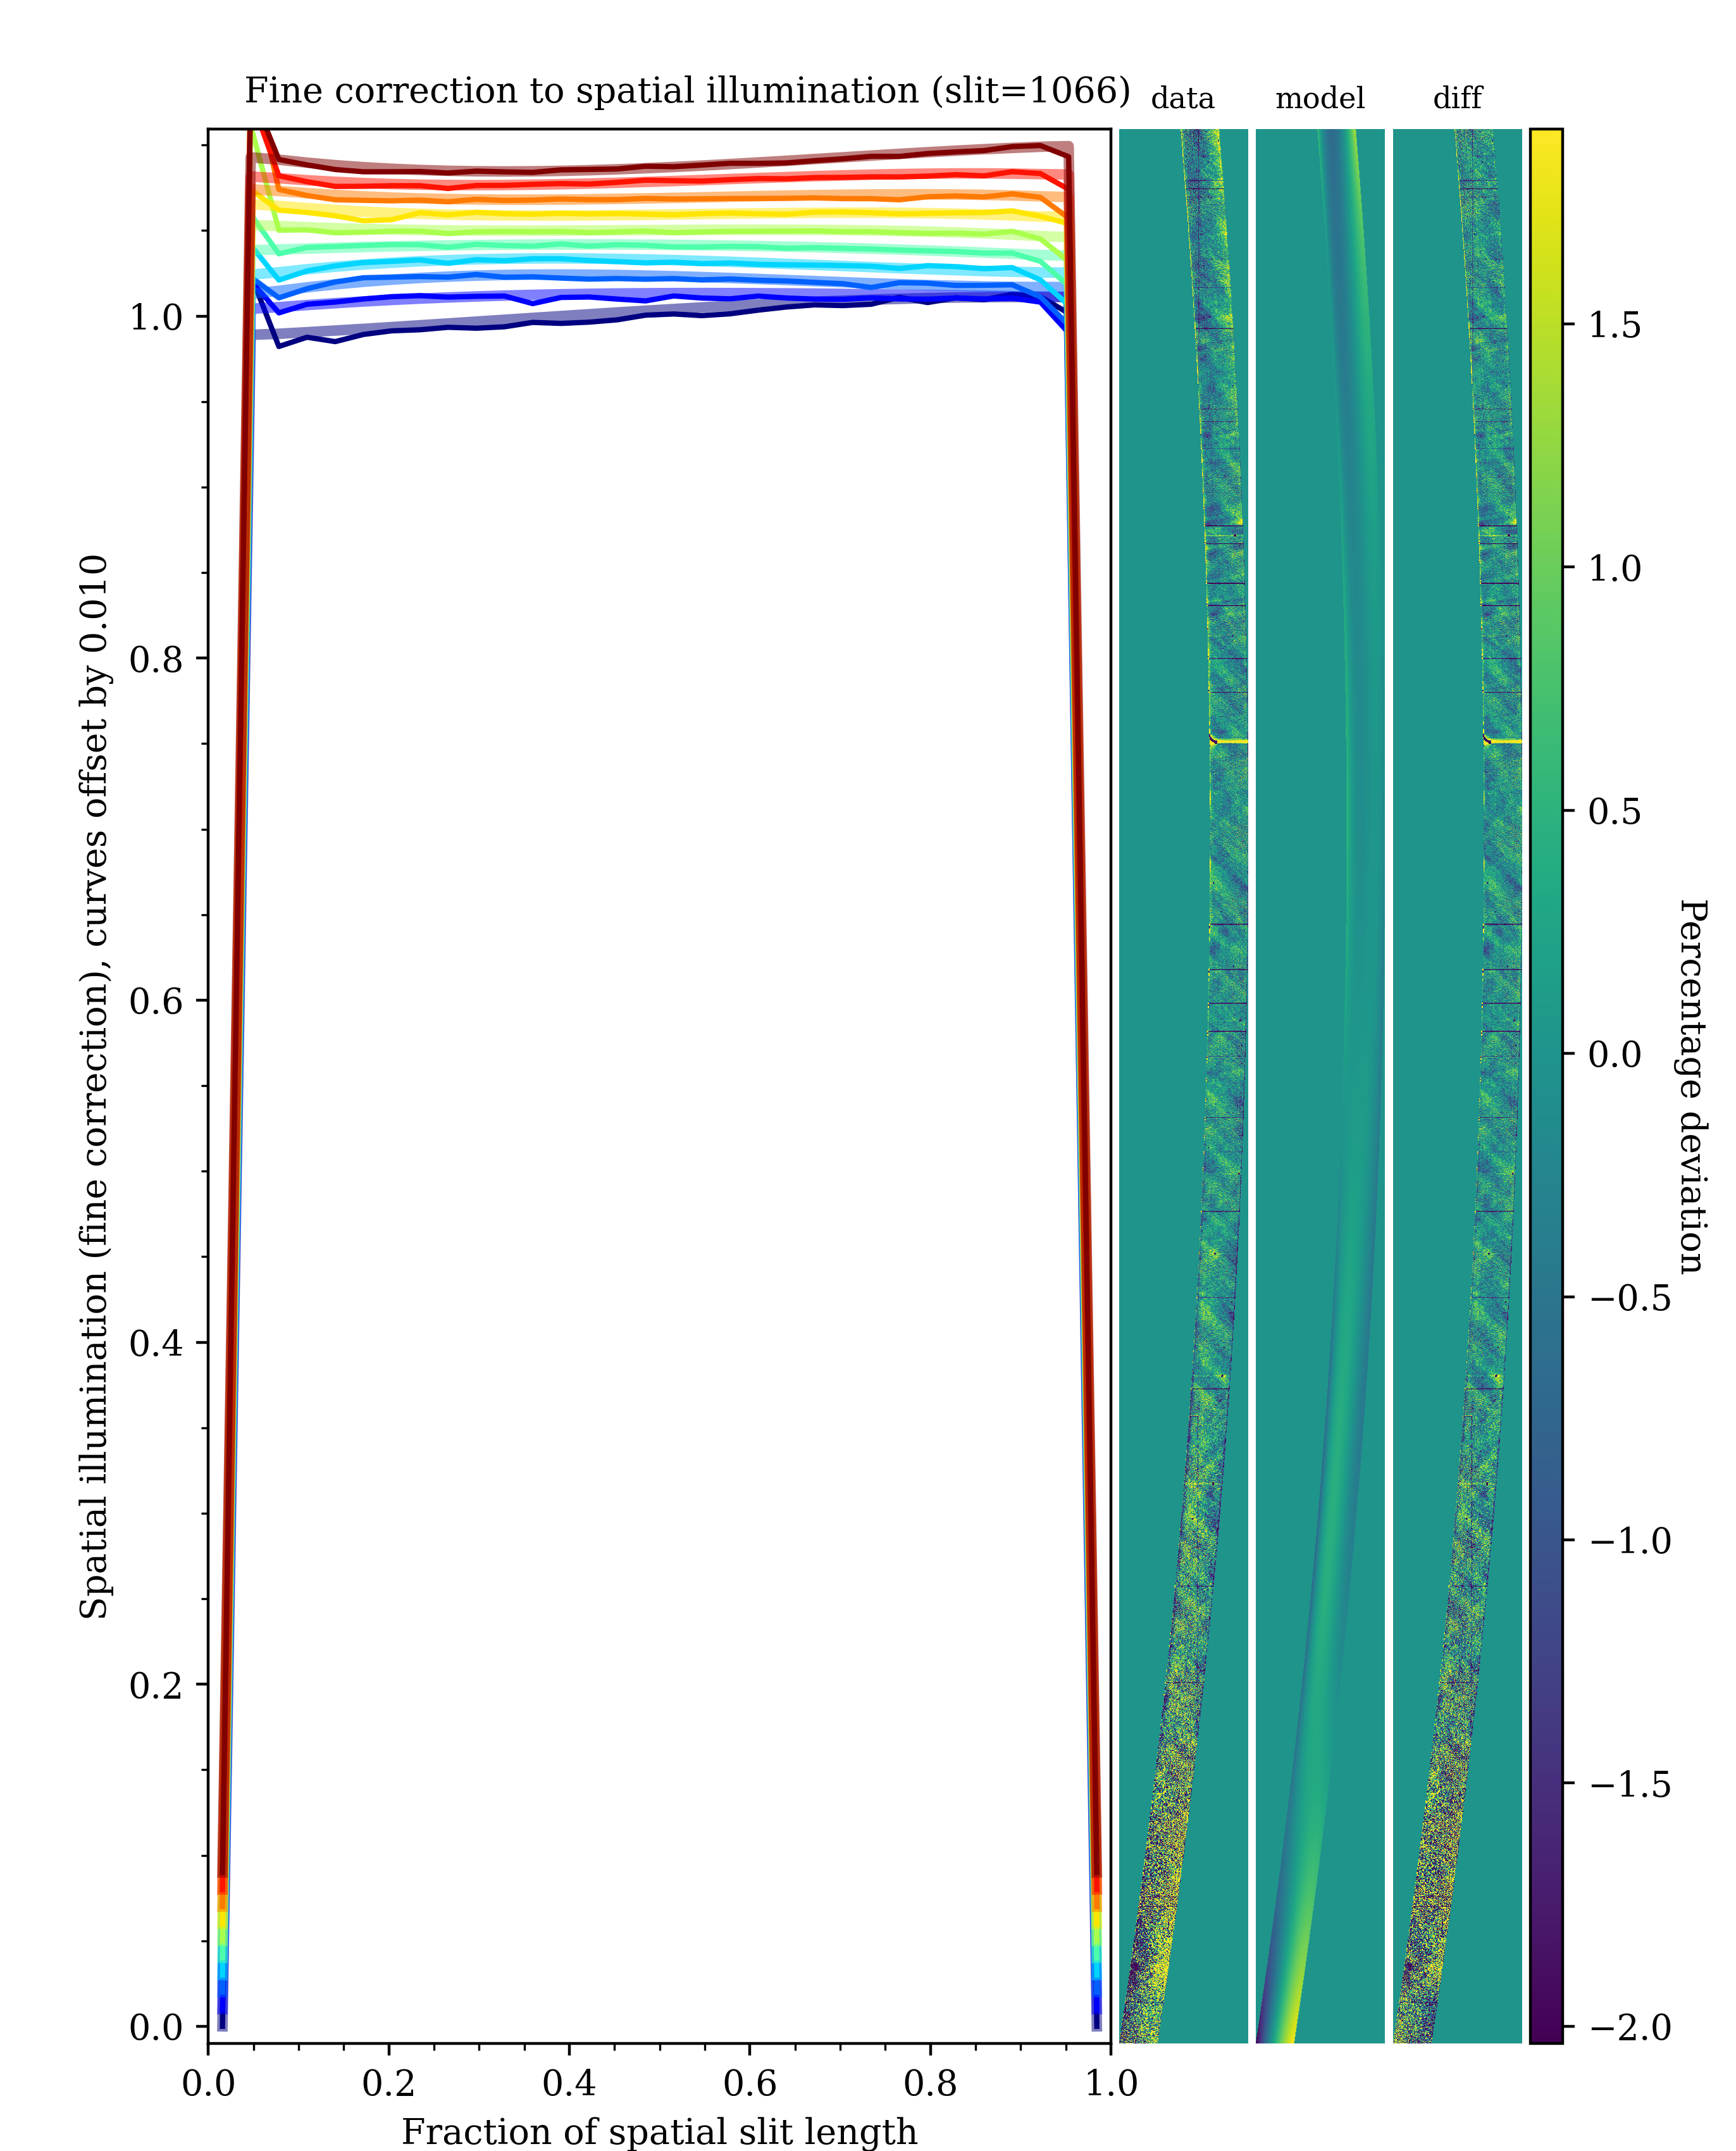 Fine correction to spatial illumination (slit=1066)
data
model
diff
Spatial illumination (fine correction), curves offset by 0.010
1.0
0.8
0.6
0.4
0.2
0.0
0.0
0.2
0.4
0.6
0.8
1.0
Fraction of spatial slit length
1.5
1.0
0.5
0.0
−0.5
−1.0
−1.5
−2.0
Percentage deviation